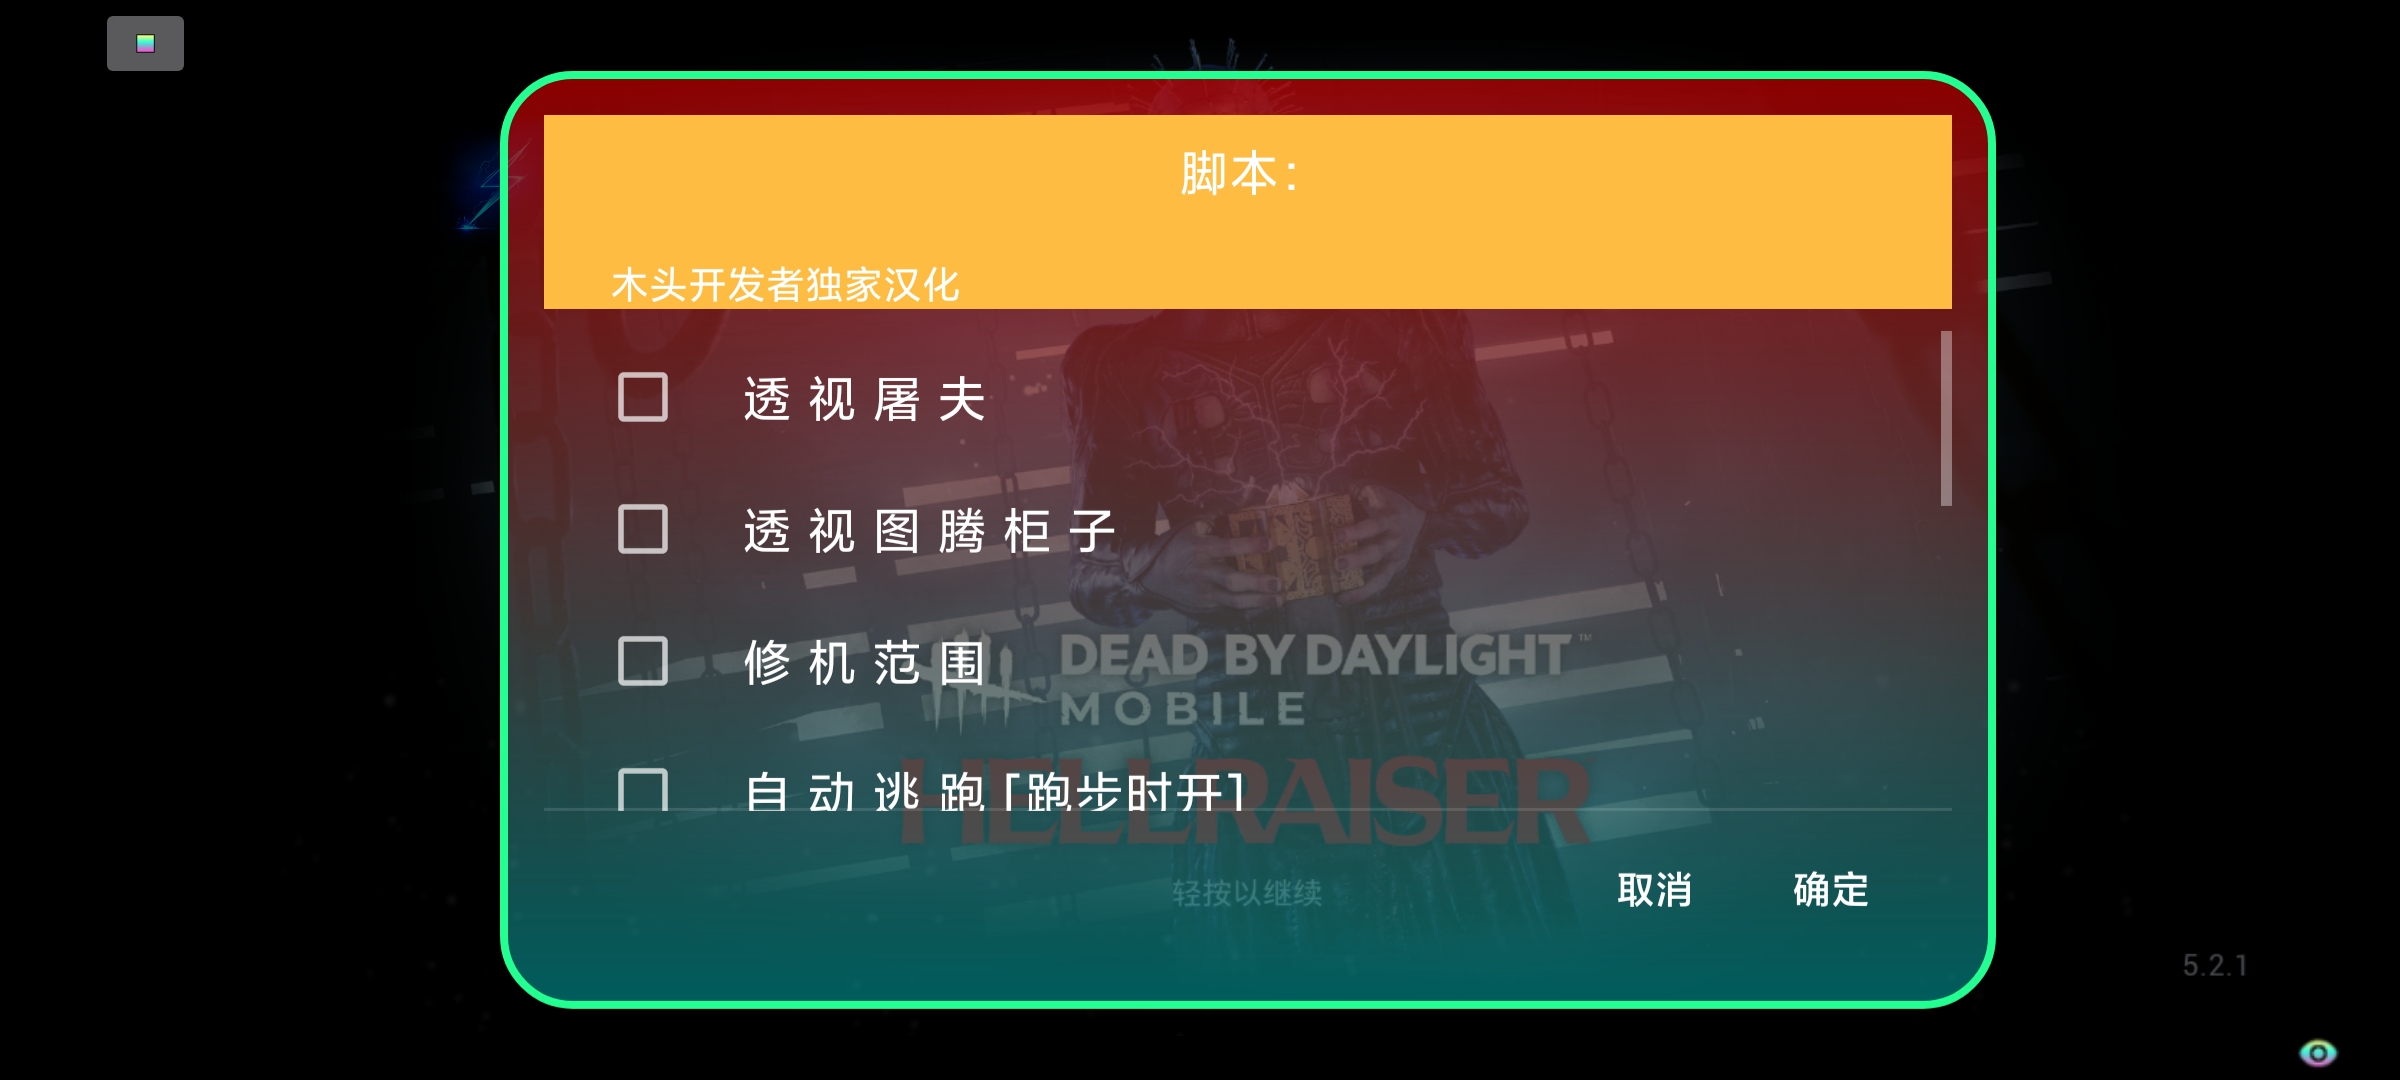 脚本:
木头开发者独家汉化
透视屠夫
透视图腾柜子
修机范围
自动逃跑「跑步时开」
DEAD BY DAYLIGHT™
MOBILE
HELLRAISER
轻按以继续
取消 确定
5.2.1